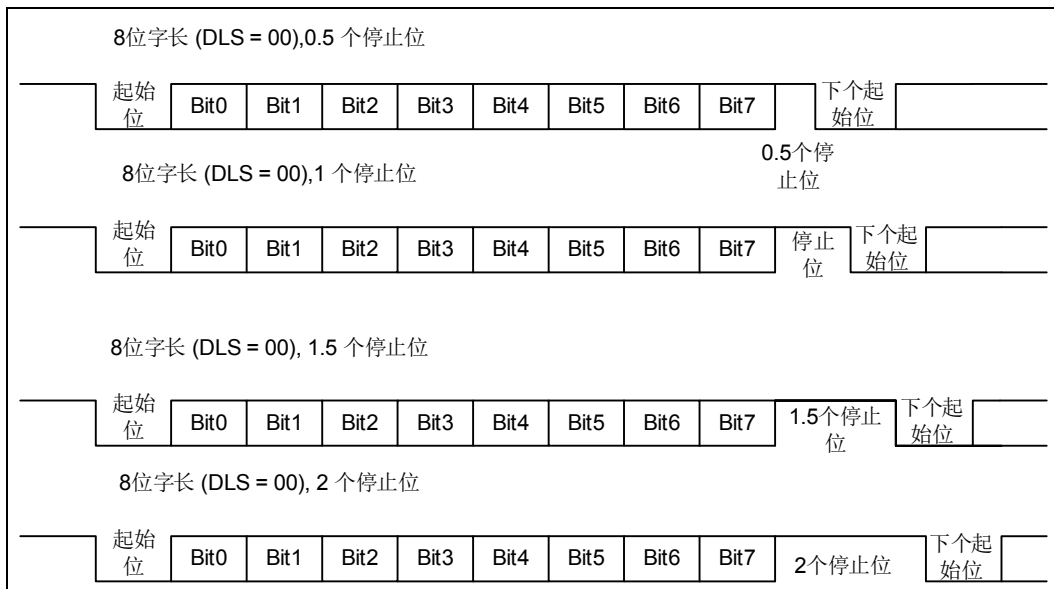 8位字长 (DLS = 00),0.5 个停止位
起始位 Bit0 Bit1 Bit2 Bit3 Bit4 Bit5 Bit6 Bit7 下个起始位
0.5个停止位
8位字长 (DLS = 00),1 个停止位
起始位 Bit0 Bit1 Bit2 Bit3 Bit4 Bit5 Bit6 Bit7 停止位 下个起始位
8位字长 (DLS = 00), 1.5 个停止位
起始位 Bit0 Bit1 Bit2 Bit3 Bit4 Bit5 Bit6 Bit7 1.5个停止位 下个起始位
8位字长 (DLS = 00), 2 个停止位
起始位 Bit0 Bit1 Bit2 Bit3 Bit4 Bit5 Bit6 Bit7 2个停止位 下个起始位